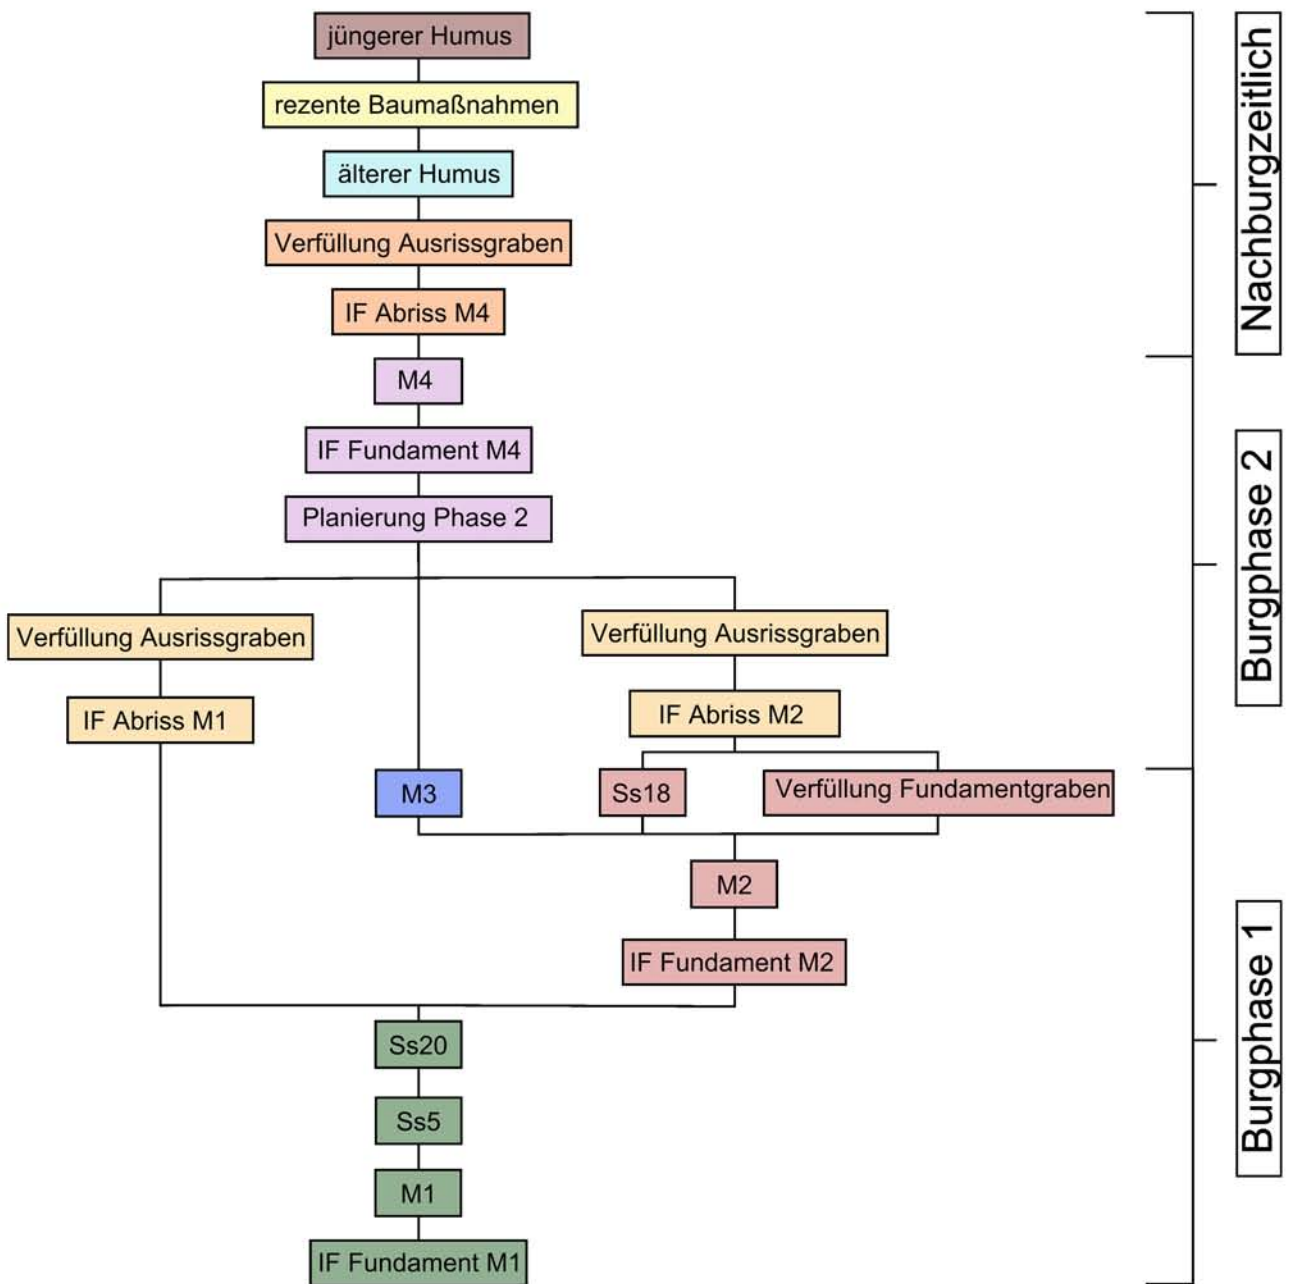 jüngerer Humus
rezente Baumaßnahmen
älterer Humus
Verfüllung Ausrissgraben
IF Abriss M4
M4
IF Fundament M4
Planierung Phase 2
Verfüllung Ausrissgraben
Verfüllung Ausrissgraben
IF Abriss M1
IF Abriss M2
M3
Ss18
Verfüllung Fundamentgraben
M2
IF Fundament M2
Ss20
Ss5
M1
IF Fundament M1
Nachburgzeitlich
Burgphase 2
Burgphase 1